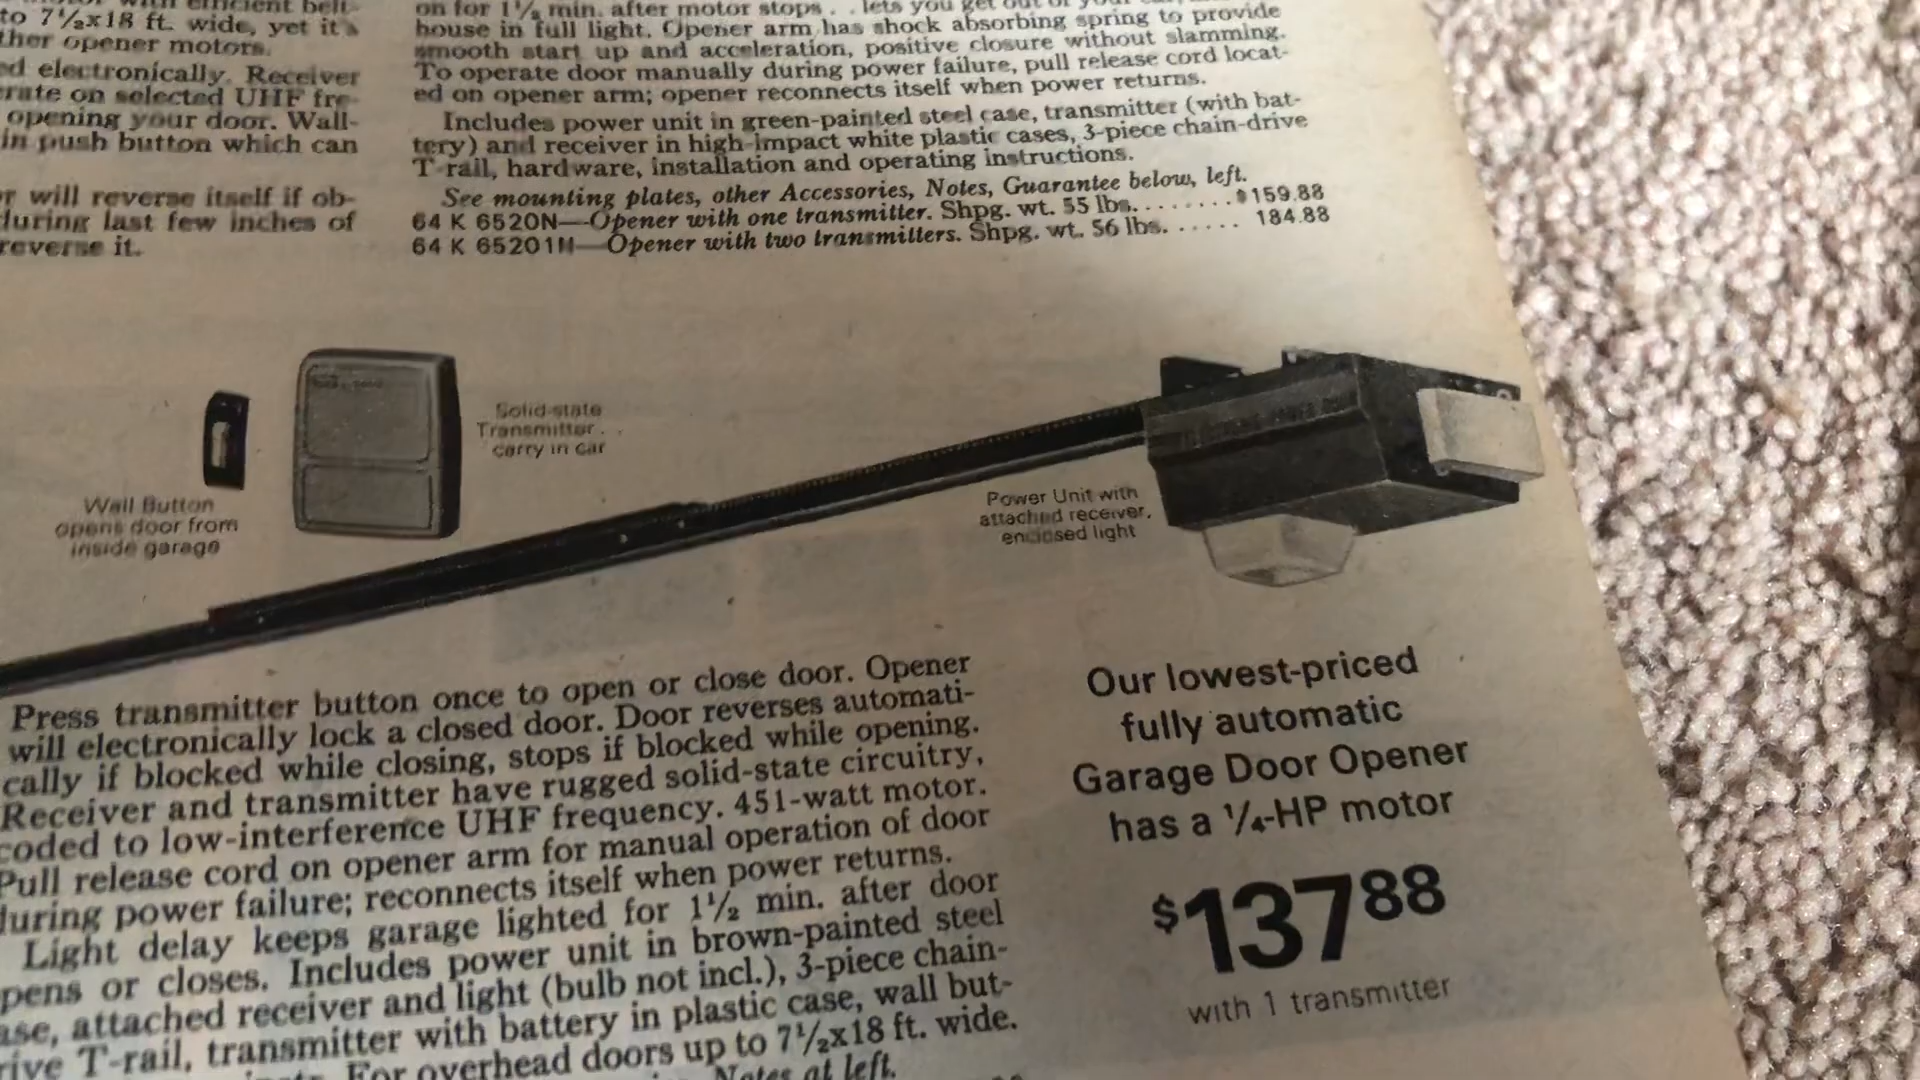 to 7½x18 ft. wide, yet it's
ther opener motors.
ed electronically. Receiver
rate on selected UHF fre-
opening your door. Wall-
in push button which can
r will reverse itself if ob-
during last few inches of
reverse it.
on for 1½ min. after motor stops . . lets you get out of your
house in full light. Opener arm has shock absorbing spring to provide
smooth start up and acceleration, positive closure without slamming.
To operate door manually during power failure, pull release cord locat-
ed on opener arm; opener reconnects itself when power returns.
Includes power unit in green-painted steel case, transmitter (with bat-
tery) and receiver in high-impact white plastic cases, 3-piece chain-drive
T-rail, hardware, installation and operating instructions.
See mounting plates, other Accessories, Notes, Guarantee below, left.
64 K 6520N—Opener with one transmitter. Shpg. wt. 55 lbs. . . . . . . . . $159.88
64 K 65201N—Opener with two transmitters. Shpg. wt. 56 lbs. . . . . . . 184.88
Wall Button
opens door from
inside garage
Solid-state
Transmitter . .
carry in car
Power Unit with
attached receiver,
enclosed light
Press transmitter button once to open or close door. Opener
will electronically lock a closed door. Door reverses automati-
cally if blocked while closing, stops if blocked while opening.
Receiver and transmitter have rugged solid-state circuitry,
coded to low-interference UHF frequency. 451-watt motor.
Pull release cord on opener arm for manual operation of door
during power failure; reconnects itself when power returns.
Light delay keeps garage lighted for 1½ min. after door
pens or closes. Includes power unit in brown-painted steel
ase, attached receiver and light (bulb not incl.), 3-piece chain-
rive T-rail, transmitter with battery in plastic case, wall but-
For overhead doors up to 7½x18 ft. wide.
Notes at left.
Our lowest-priced
fully automatic
Garage Door Opener
has a ¼-HP motor
$137 88
with 1 transmitter